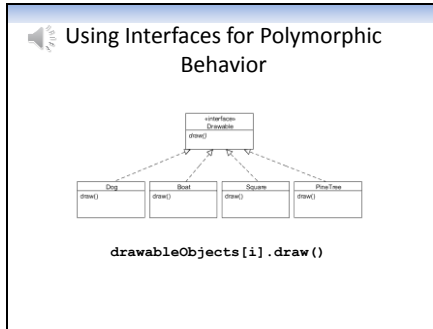 Using Interfaces for Polymorphic
Behavior
«interface»
Drawable
draw()
Dog
draw()
Boat
draw()
Square
draw()
PineTree
draw()
drawableObjects[i].draw()